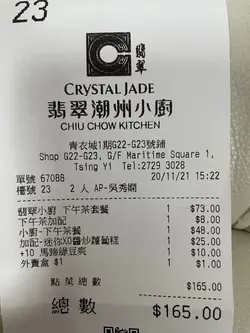 23
翡翠
CRYSTAL JADE
翡翠潮州小廚
CHIU CHOW KITCHEN
青衣城1期G22-G23號舖
Shop G22-G23, G/F Maritime Square 1,
Tsing Yi Tel:2729 3028
單號 67088 20/11/21 15:22
檯號 23 2 人 AP-吳秀嫻
翡翠小廚 下午茶套餐 1 $73.00
下午茶加配 1 $8.00
小廚-下午茶餐 1 $48.00
加配-迷你XO醬炒蘿蔔糕 1 $25.00
+10 馬蹄綠豆爽 1 $10.00
外賣盒 $1 1 $1.00
點菜總數 $165.00
總數 $165.00